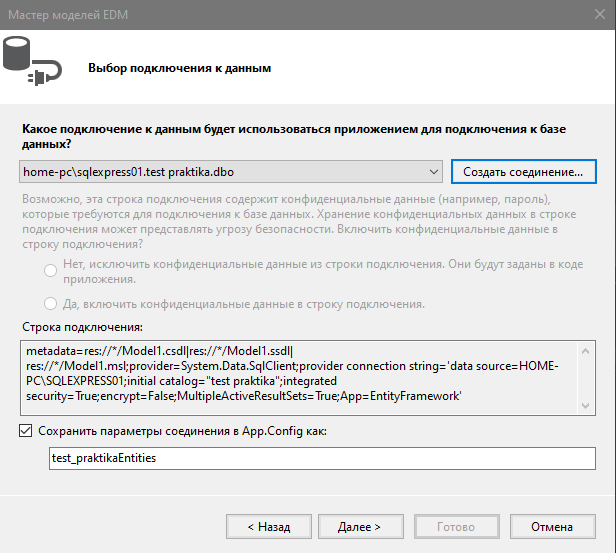 Мастер моделей EDM
Выбор подключения к данным
Какое подключение к данным будет использоваться приложением для подключения к базе
данных?
home-pc\sqlexpress01.test praktika.dbo
Создать соединение...
Возможно, эта строка подключения содержит конфиденциальные данные (например, пароль),
которые требуются для подключения к базе данных. Хранение конфиденциальных данных в строке
подключения может представлять угрозу безопасности. Включить конфиденциальные данные в
строку подключения?
Нет, исключить конфиденциальные данные из строки подключения. Они будут заданы в коде
приложения.
Да, включить конфиденциальные данные в строку подключения.
Строка подключения:
metadata=res://*/Model1.csdl|res://*/Model1.ssdl|
res://*/Model1.msl;provider=System.Data.SqlClient;provider connection string='data source=HOME-
PC\SQLEXPRESS01;initial catalog="test praktika";integrated
security=True;encrypt=False;MultipleActiveResultSets=True;App=EntityFramework'
Сохранить параметры соединения в App.Config как:
test_praktikaEntities
< Назад
Далее >
Готово
Отмена